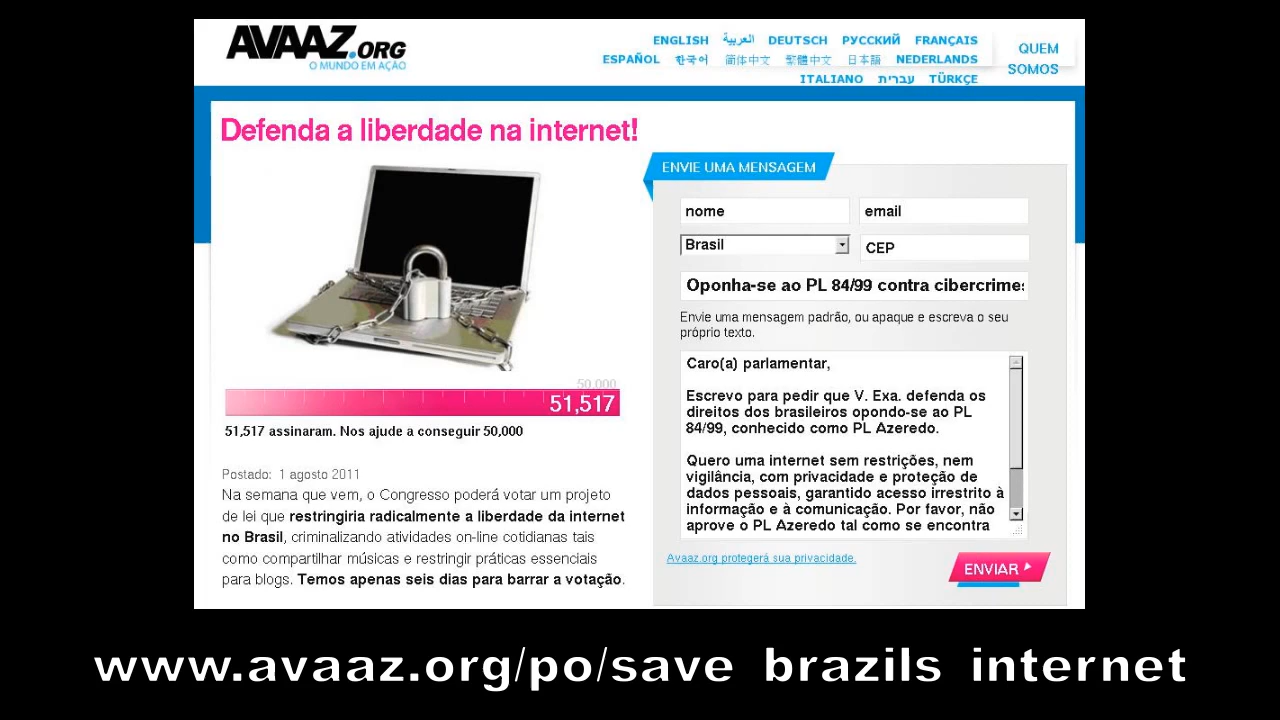 AVAAZ.ORG
O MUNDO EM AÇÃO
ENGLISH العربية DEUTSCH РУССКИЙ FRANÇAIS
ESPAÑOL 한국어 简体中文 繁體中文 日本語 NEDERLANDS
ITALIANO עברית TÜRKÇE
QUEM
SOMOS
Defenda a liberdade na internet!
50,000
51,517
51,517 assinaram. Nos ajude a conseguir 50,000
Postado: 1 agosto 2011
Na semana que vem, o Congresso poderá votar um projeto
de lei que restringiria radicalmente a liberdade da internet
no Brasil, criminalizando atividades on-line cotidianas tais
como compartilhar músicas e restringir práticas essenciais
para blogs. Temos apenas seis dias para barrar a votação.
ENVIE UMA MENSAGEM
nome email
Brasil CEP
Oponha-se ao PL 84/99 contra cibercrimes
Envie uma mensagem padrão, ou apaque e escreva o seu
próprio texto.
Caro(a) parlamentar,
Escrevo para pedir que V. Exa. defenda os
direitos dos brasileiros opondo-se ao PL
84/99, conhecido como PL Azeredo.
Quero uma internet sem restrições, nem
vigilância, com privacidade e proteção de
dados pessoais, garantido acesso irrestrito à
informação e à comunicação. Por favor, não
aprove o PL Azeredo tal como se encontra
Avaaz.org protegerá sua privacidade.
ENVIAR
www.avaaz.org/po/save brazils internet